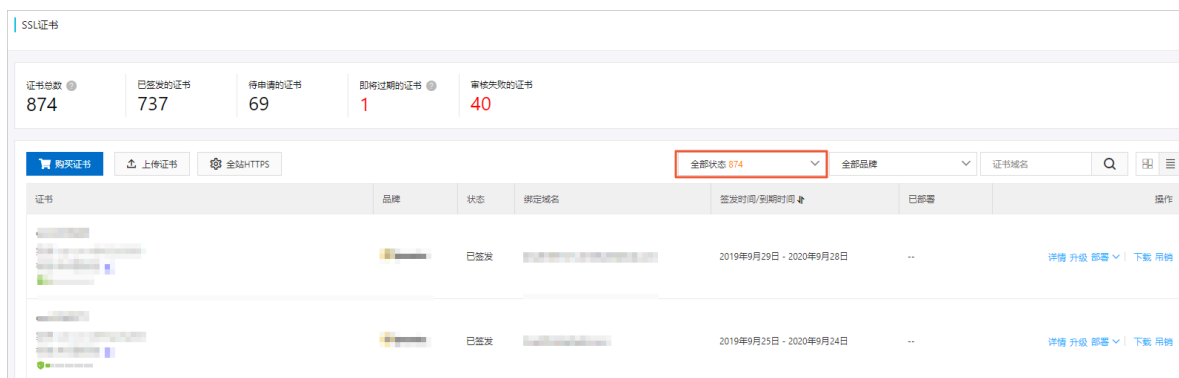 SSL证书
证书总数 已签发的证书 待申请的证书 即将过期的证书 审核失败的证书
874 737 69 1 40
购买证书 上传证书 全站HTTPS 全部状态 874 全部品牌 证书域名
证书 品牌 状态 绑定域名 签发时间/到期时间 已部署 操作
已签发 2019年9月29日 - 2020年9月28日 -- 详情 升级 部署 下载 吊销
已签发 2019年9月25日 - 2020年9月24日 -- 详情 升级 部署 下载 吊销